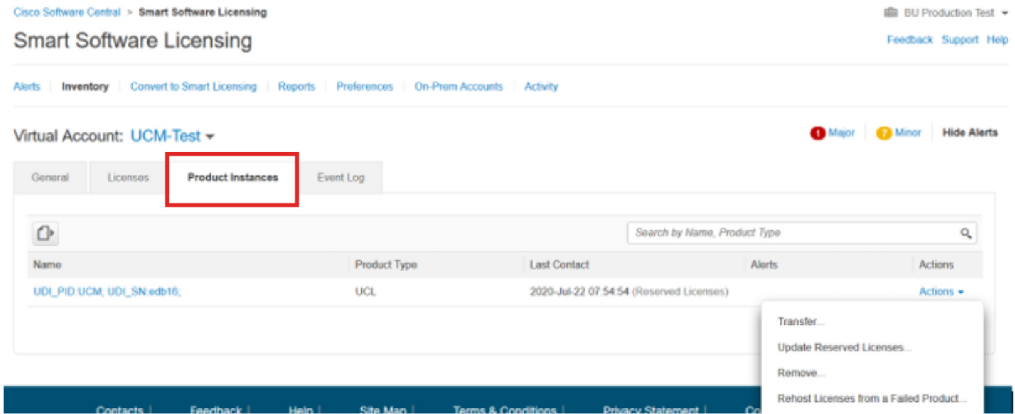 Cisco Software Central > Smart Software Licensing
BU Production Test
Smart Software Licensing
Feedback Support Help
Alerts | Inventory | Convert to Smart Licensing | Reports | Preferences | On-Prem Accounts | Activity
Virtual Account: UCM-Test
1 Major | 7 Minor | Hide Alerts
General Licenses Product Instances Event Log
Search by Name, Product Type
Name Product Type Last Contact Alerts Actions
UDI_PID:UCM; UDI_SN:edb16; UCL 2020-Jul-22 07:54:54 (Reserved Licenses) Actions
Transfer...
Update Reserved Licenses...
Remove...
Rehost Licenses from a Failed Product...
Contacts | Feedback | Help | Site Map | Terms & Conditions | Privacy Statement | Co